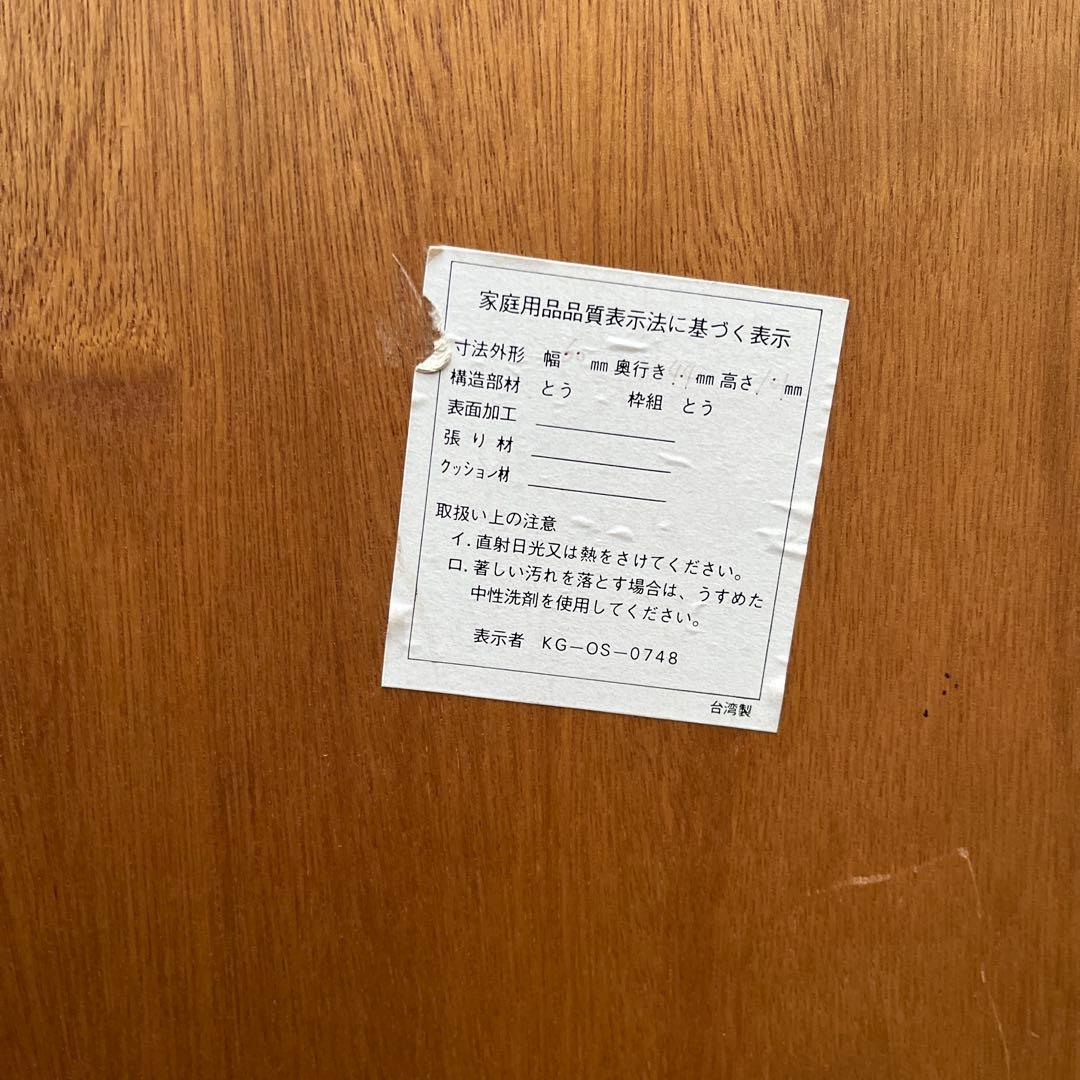 家庭用品品質表示法に基づく表示
寸法外形 幅 mm 奥行き mm 高さ mm
構造部材 とう 枠組 とう
表面加工
張り材
クッション材
取扱い上の注意
イ.直射日光又は熱をさけてください。
ロ.著しい汚れを落とす場合は、うすめた
中性洗剤を使用してください。
表示者 KG-OS-0748
台湾製